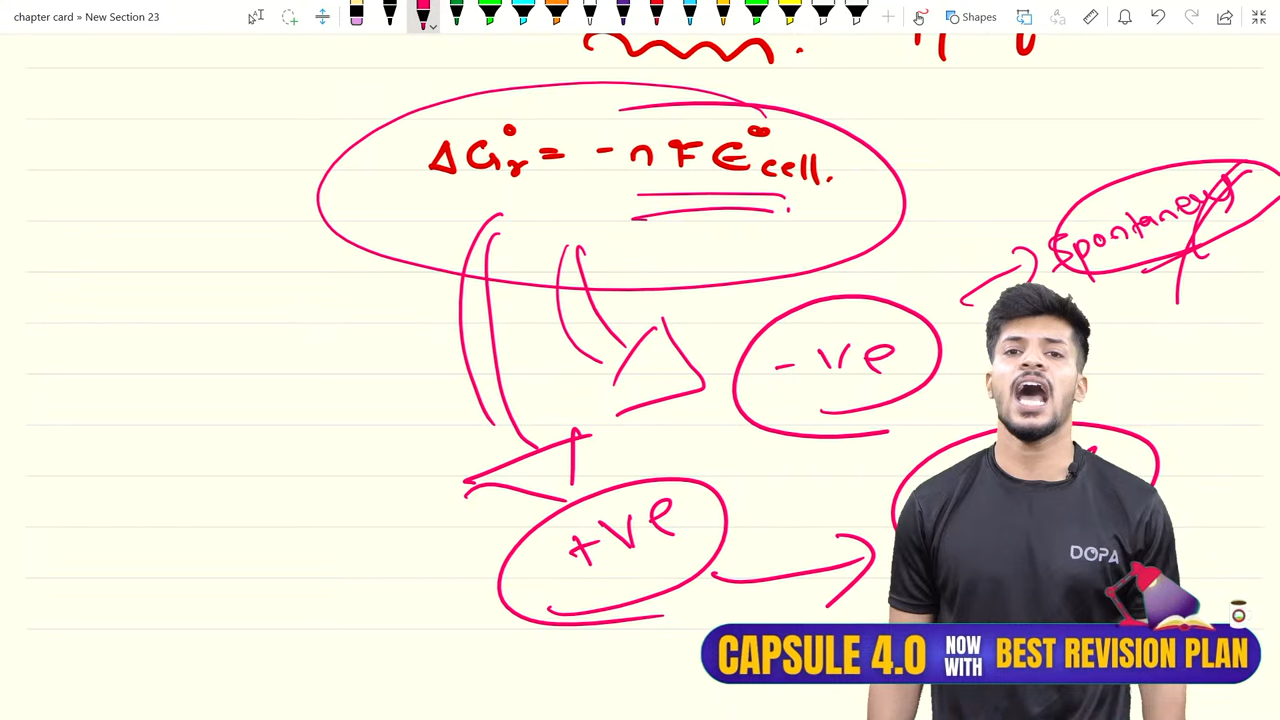 chapter card » New Section 23
Shapes
ΔG°r = - n F E°cell.
Spontaneous
-ve
+ve
DOPA
CAPSULE 4.0 NOW WITH BEST REVISION PLAN